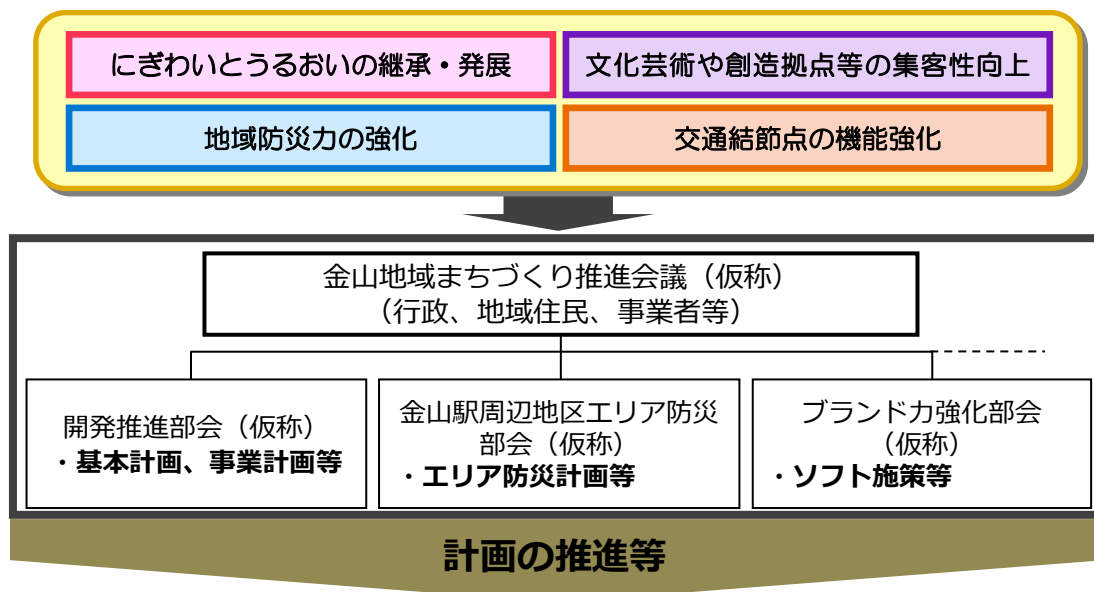 にぎわいとうるおいの継承・発展
文化芸術や創造拠点等の集客性向上
地域防災力の強化
交通結節点の機能強化
金山地域まちづくり推進会議（仮称）
（行政、地域住民、事業者等）
開発推進部会（仮称）
・基本計画、事業計画等
金山駅周辺地区エリア防災
部会（仮称）
・エリア防災計画等
ブランド力強化部会
（仮称）
・ソフト施策等
計画の推進等